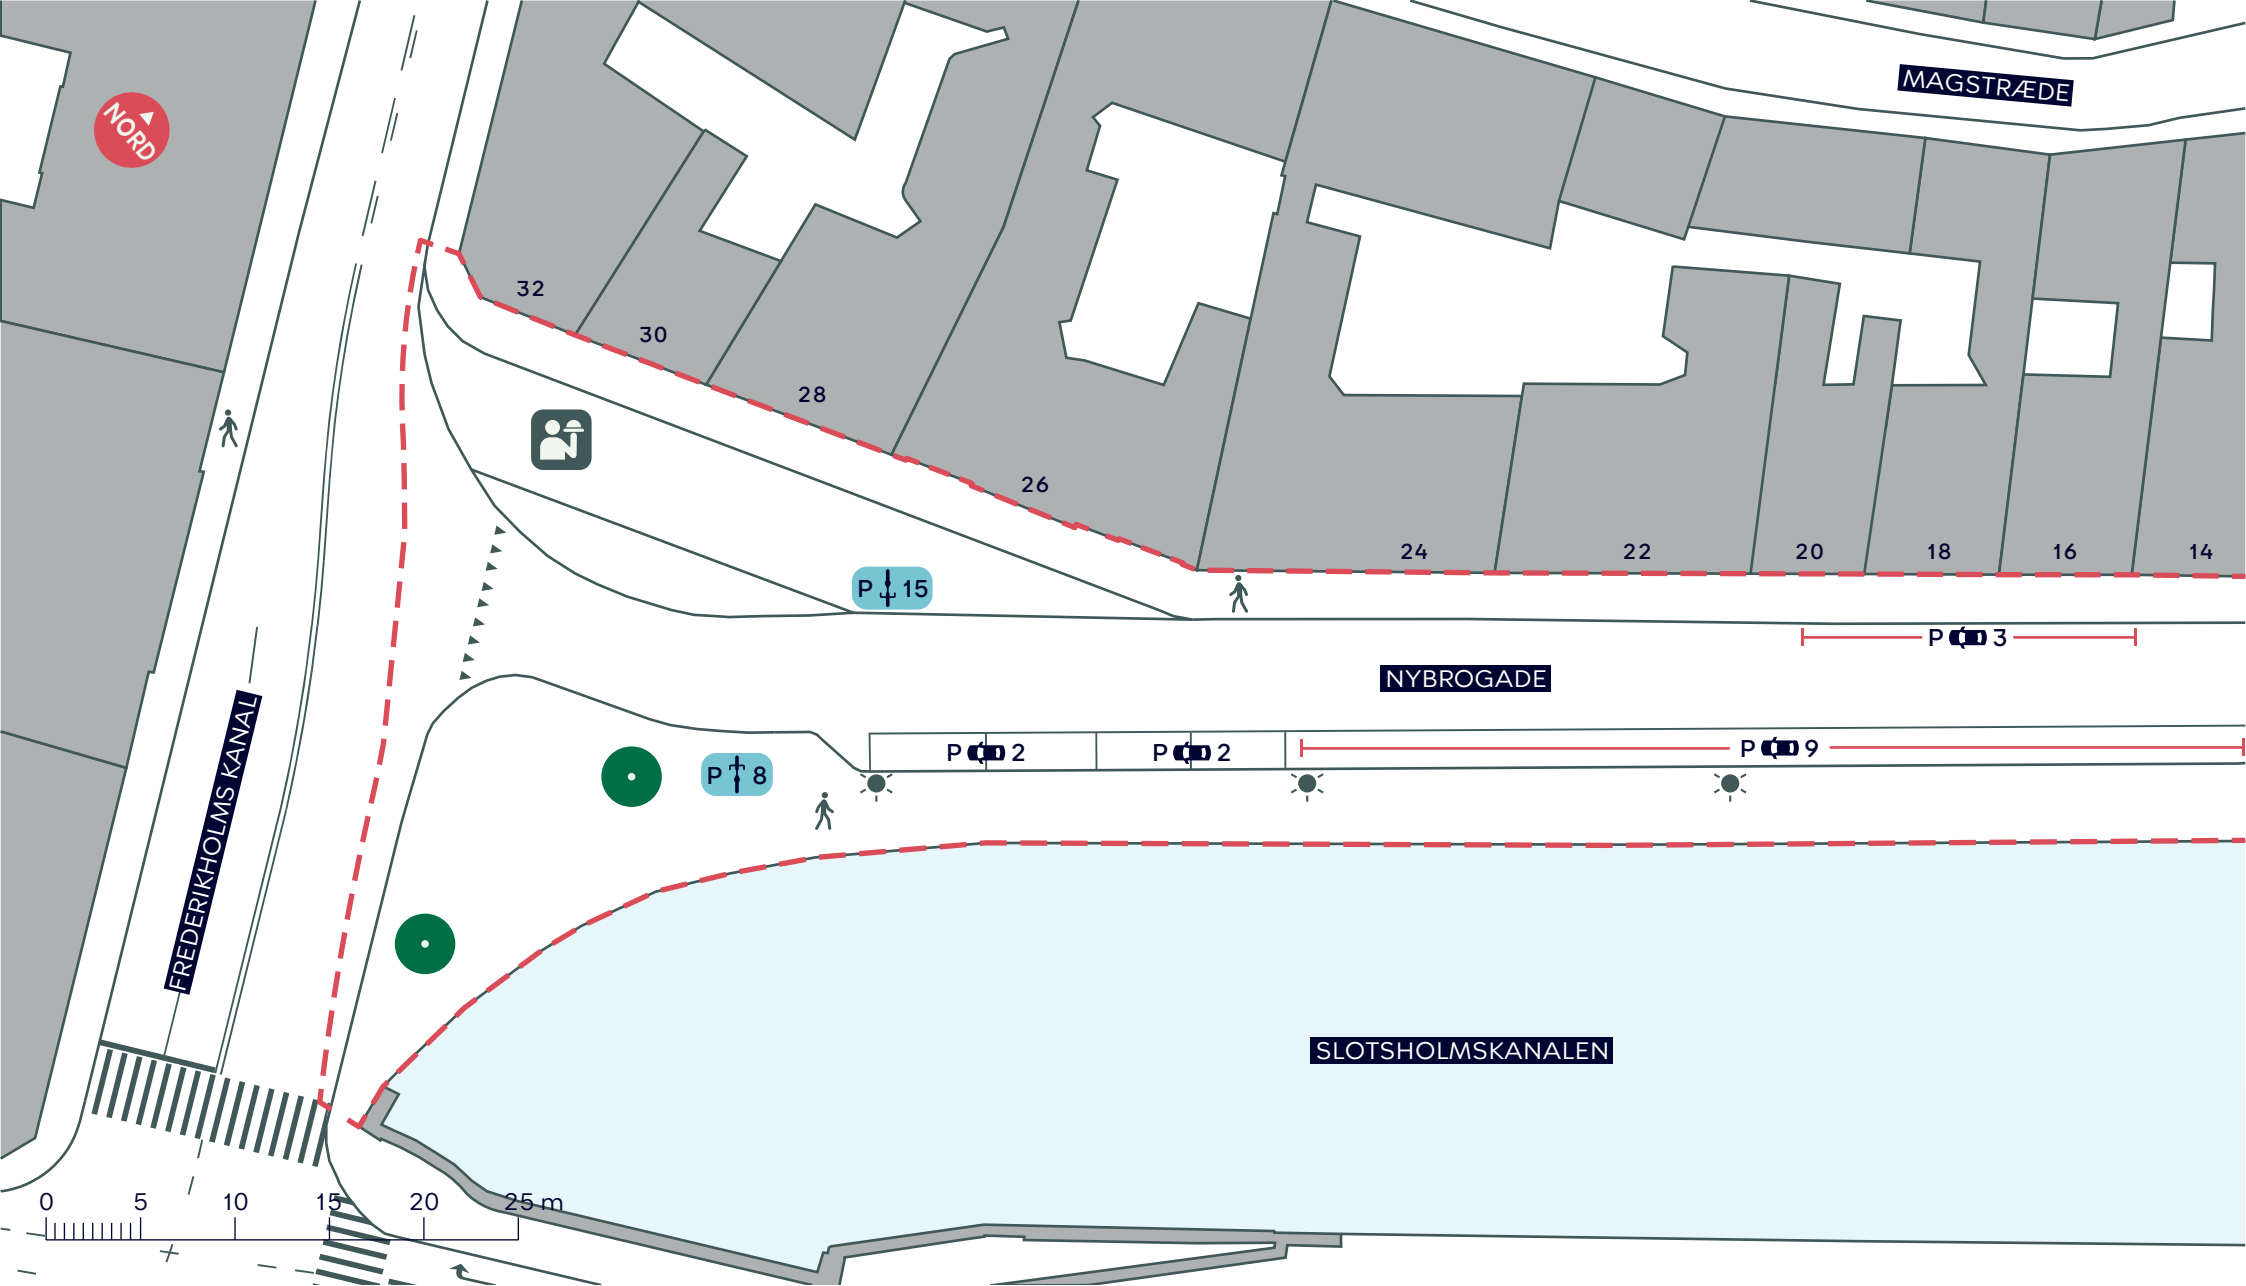 MAGSTRÆDE
NORD
32
30
28
26
24
22
20
18
16
14
P 15
P 3
NYBROGADE
FREDERIKHOLMS KANAL
P 8
P 2
P 2
P 9
SLOTSHOLMSKANALEN
0 5 10 15 20 25 m